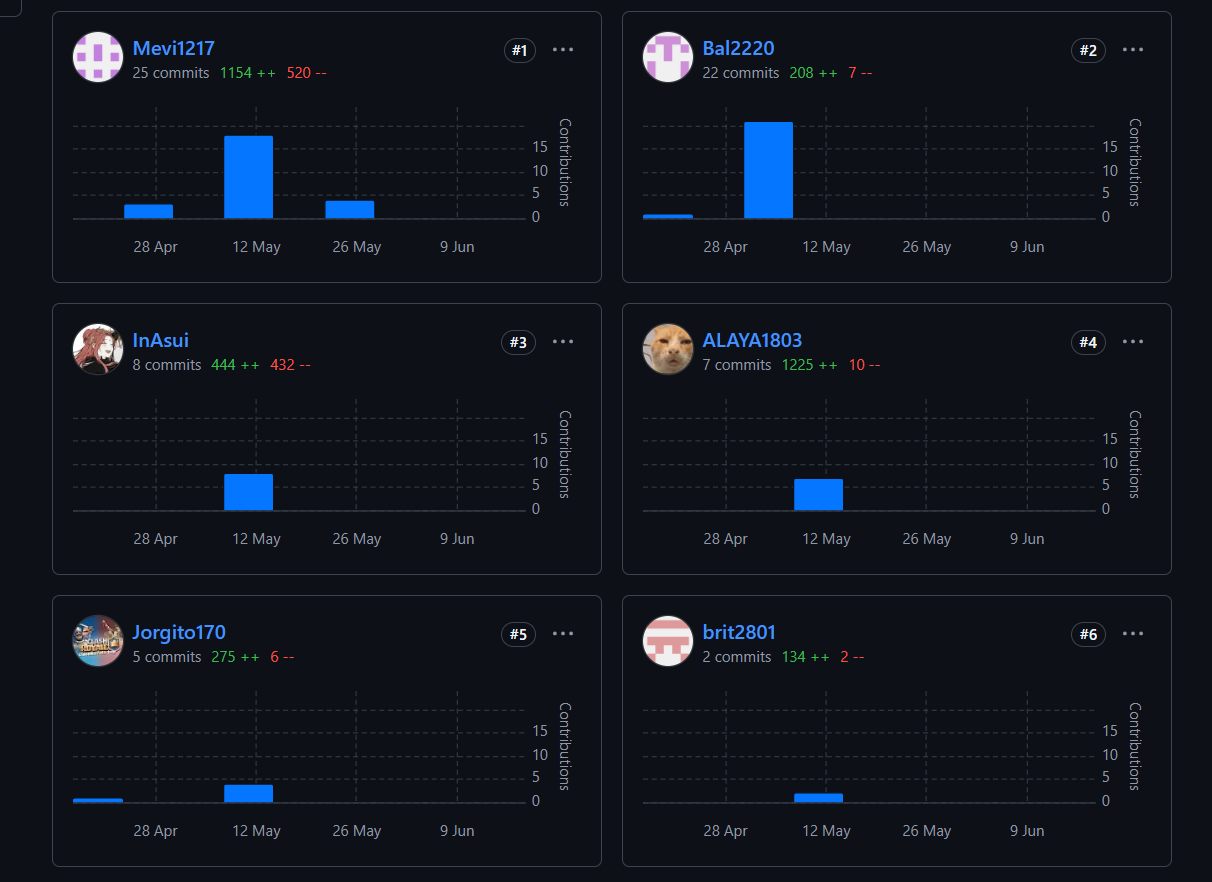 Mevi1217
#1
25 commits 1154 ++ 520 --
Contributions
15
10
5
0
28 Apr 12 May 26 May 9 Jun
Bal2220
#2
22 commits 208 ++ 7 --
Contributions
15
10
5
0
28 Apr 12 May 26 May 9 Jun
InAsui
#3
8 commits 444 ++ 432 --
Contributions
15
10
5
0
28 Apr 12 May 26 May 9 Jun
ALAYA1803
#4
7 commits 1225 ++ 10 --
Contributions
15
10
5
0
28 Apr 12 May 26 May 9 Jun
Jorgito170
#5
5 commits 275 ++ 6 --
Contributions
15
10
5
0
28 Apr 12 May 26 May 9 Jun
brit2801
#6
2 commits 134 ++ 2 --
Contributions
15
10
5
0
28 Apr 12 May 26 May 9 Jun